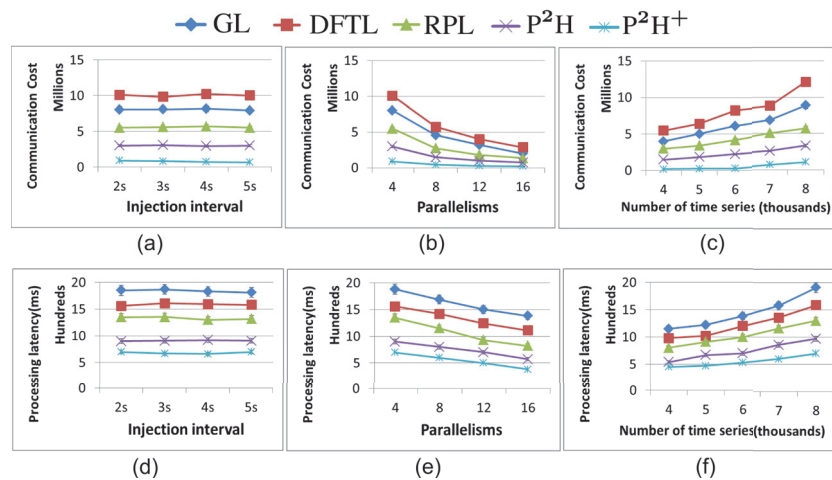 GL DFTL RPL P²H P²H⁺
Communication Cost
Millions
15
10
5
0
2s 3s 4s 5s
Injection interval
(a)
Communication Cost
Millions
15
10
5
0
4 8 12 16
Parallelisms
(b)
Communication Cost
Millions
15
10
5
0
4 5 6 7 8
Number of time series (thousands)
(c)
Processing latency(ms)
Hundreds
20
15
10
5
0
2s 3s 4s 5s
Injection interval
(d)
Processing latency(ms)
Hundreds
20
15
10
5
0
4 8 12 16
Parallelisms
(e)
Processing latency(ms)
Hundreds
20
15
10
5
0
4 5 6 7 8
Number of time series(thousands)
(f)